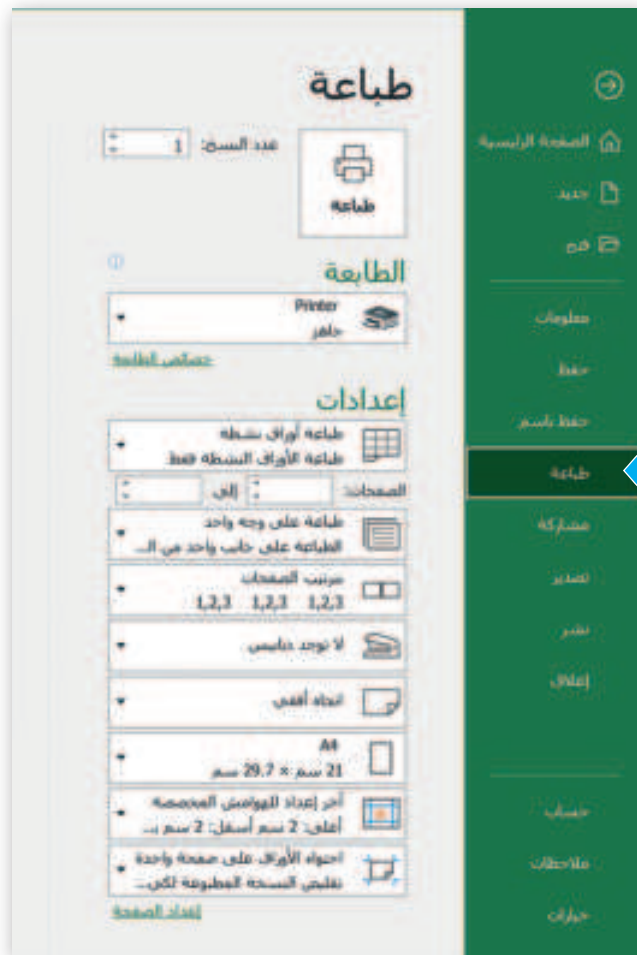 الصفحة الرئيسية
جديد
فتح
معلومات
حفظ
حفظ باسم
طباعة
مشاركة
تصدير
نشر
إغلاق
حساب
ملاحظات
خيارات
طباعة
طباعة
عدد النسخ: 1
الطابعة
Printer
جاهز
خصائص الطابعة
إعدادات
طباعة أوراق نشطة
طباعة الأوراق النشطة فقط
الصفحات: إلى
طباعة على وجه واحد
الطباعة على جانب واحد من ال...
مرتب الصفحات
1,2,3 1,2,3 1,2,3
لا توجد دبابيس
اتجاه أفقي
A4
21 سم × 29.7 سم
آخر إعداد للهوامش المخصصة
أعلى: 2 سم أسفل: 2 سم ي...
احتواء الأوراق على صفحة واحدة
تقليص النسخة المطبوعة لكي...
إعداد الصفحة